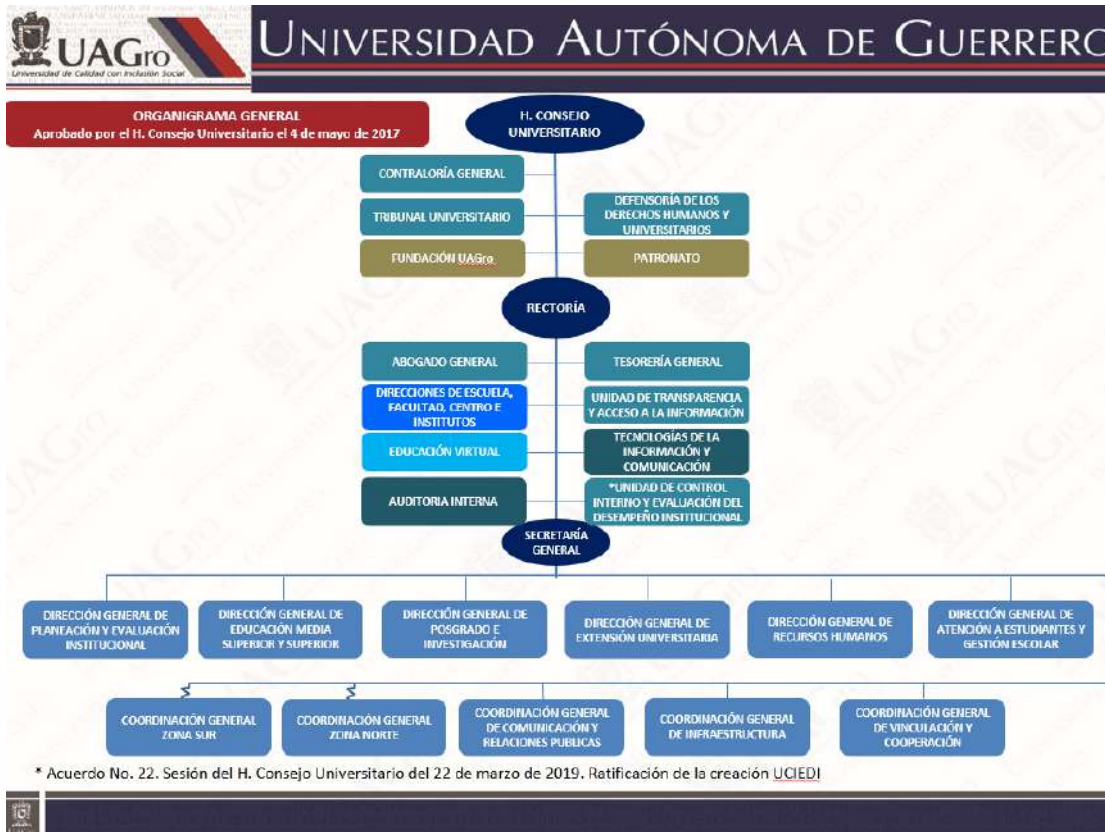 UAGro
Universidad de Calidad con Inclusión Social
UNIVERSIDAD AUTÓNOMA DE GUERRERO
ORGANIGRAMA GENERAL
Aprobado por el H. Consejo Universitario el 4 de mayo de 2017
H. CONSEJO
UNIVERSITARIO
CONTRALORÍA GENERAL
TRIBUNAL UNIVERSITARIO
DEFENSORÍA DE LOS
DERECHOS HUMANOS Y
UNIVERSITARIOS
FUNDACIÓN UAGro
PATRONATO
RECTORÍA
ABOGADO GENERAL
TESORERÍA GENERAL
DIRECCIONES DE ESCUELA,
FACULTAD, CENTRO E
INSTITUTOS
UNIDAD DE TRANSPARENCIA
Y ACCESO A LA INFORMACIÓN
EDUCACIÓN VIRTUAL
TECNOLOGÍAS DE LA
INFORMACIÓN Y
COMUNICACIÓN
AUDITORIA INTERNA
*UNIDAD DE CONTROL
INTERNO Y EVALUACIÓN DEL
DESEMPEÑO INSTITUCIONAL
SECRETARÍA
GENERAL
DIRECCIÓN GENERAL DE
PLANEACIÓN Y EVALUACIÓN
INSTITUCIONAL
DIRECCIÓN GENERAL DE
EDUCACIÓN MEDIA
SUPERIOR Y SUPERIOR
DIRECCIÓN GENERAL DE
POSGRADO E
INVESTIGACIÓN
DIRECCIÓN GENERAL DE
EXTENSIÓN UNIVERSITARIA
DIRECCIÓN GENERAL DE
RECURSOS HUMANOS
DIRECCIÓN GENERAL DE
ATENCIÓN A ESTUDIANTES Y
GESTIÓN ESCOLAR
COORDINACIÓN GENERAL
ZONA SUR
COORDINACIÓN GENERAL
ZONA NORTE
COORDINACIÓN GENERAL
DE COMUNICACIÓN Y
RELACIONES PUBLICAS
COORDINACIÓN GENERAL
DE INFRAESTRUCTURA
COORDINACIÓN GENERAL
DE VINCULACIÓN Y
COOPERACIÓN
* Acuerdo No. 22. Sesión del H. Consejo Universitario del 22 de marzo de 2019. Ratificación de la creación UCIEDI